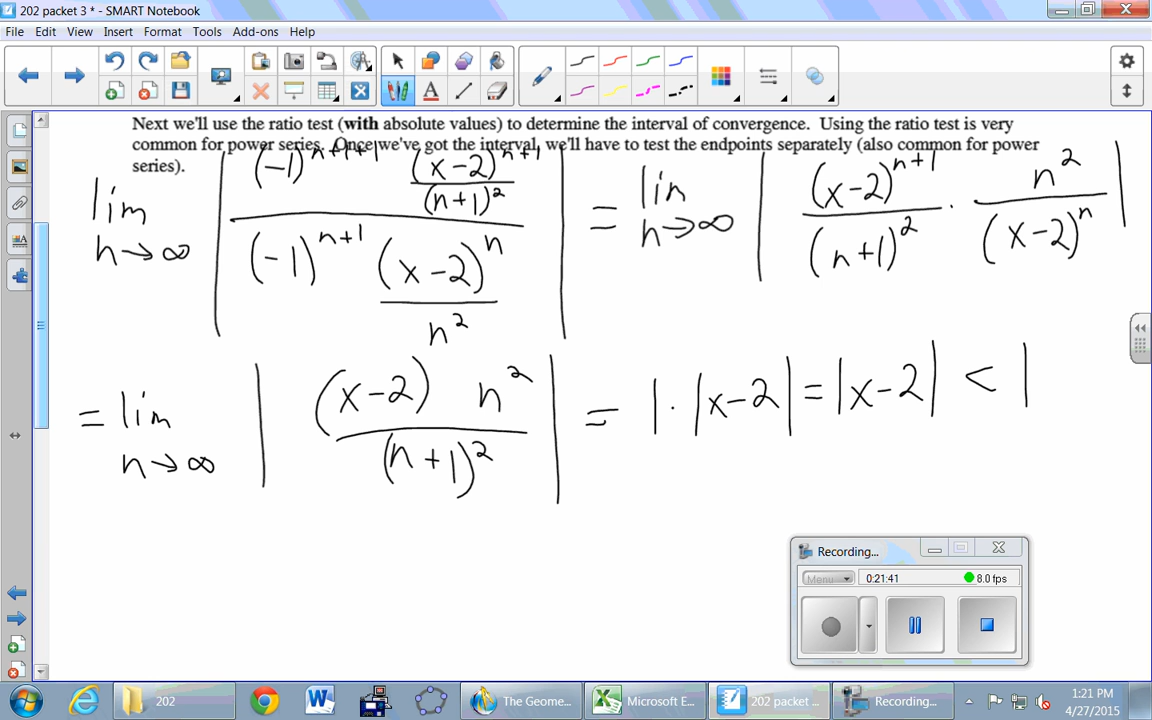 202 packet 3 * - SMART Notebook
File Edit View Insert Format Tools Add-ons Help
Next we'll use the ratio test (with absolute values) to determine the interval of convergence. Using the ratio test is very
common for power series. Once we've got the interval, we'll have to test the endpoints separately (also common for power
series).
lim n→∞ | ((-1)^(n+1+1) (x-2)^(n+1)/(n+1)^2) / ((-1)^(n+1) (x-2)^n/n^2) | = lim n→∞ | (x-2)^(n+1)/(n+1)^2 · n^2/(x-2)^n |
= lim n→∞ | (x-2) n^2/(n+1)^2 | = 1·|x-2| = |x-2| < 1
Recording...
Menu 0:21:41 8.0 fps
202 The Geome... Microsoft E... 202 packet ... Recording...
1:21 PM
4/27/2015